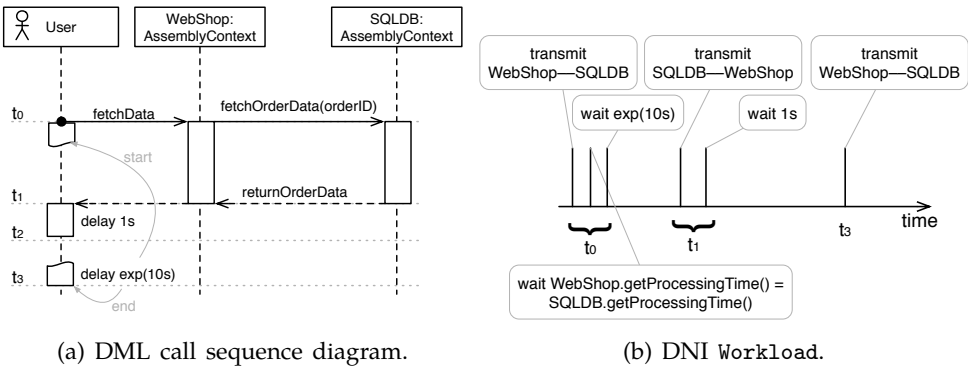 User
WebShop:
AssemblyContext
SQLDB:
AssemblyContext
t0
fetchData
fetchOrderData(orderID)
start
t1
returnOrderData
delay 1s
t2
t3
delay exp(10s)
end
(a) DML call sequence diagram.
transmit
WebShop—SQLDB
transmit
SQLDB—WebShop
transmit
WebShop—SQLDB
wait exp(10s)
wait 1s
time
t0
t1
t3
wait WebShop.getProcessingTime() =
SQLDB.getProcessingTime()
(b) DNI Workload.